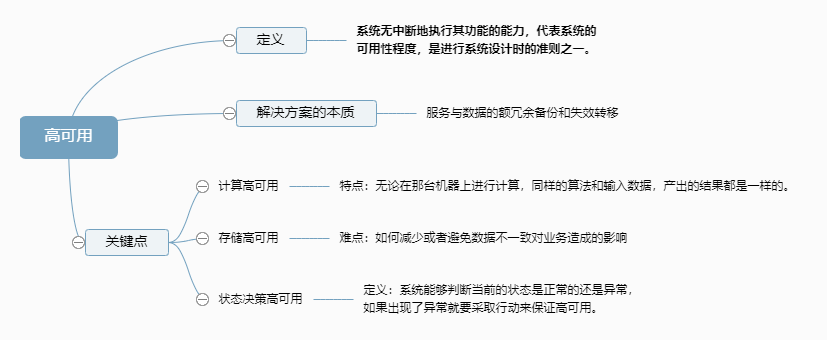 高可用
定义
系统无中断地执行其功能的能力，代表系统的
可用性程度，是进行系统设计时的准则之一。
解决方案的本质
服务与数据的额冗余备份和失效转移
关键点
计算高可用
特点：无论在那台机器上进行计算，同样的算法和输入数据，产出的结果都是一样的。
存储高可用
难点：如何减少或者避免数据不一致对业务造成的影响
状态决策高可用
定义：系统能够判断当前的状态是正常的还是异常，
如果出现了异常就要采取行动来保证高可用。